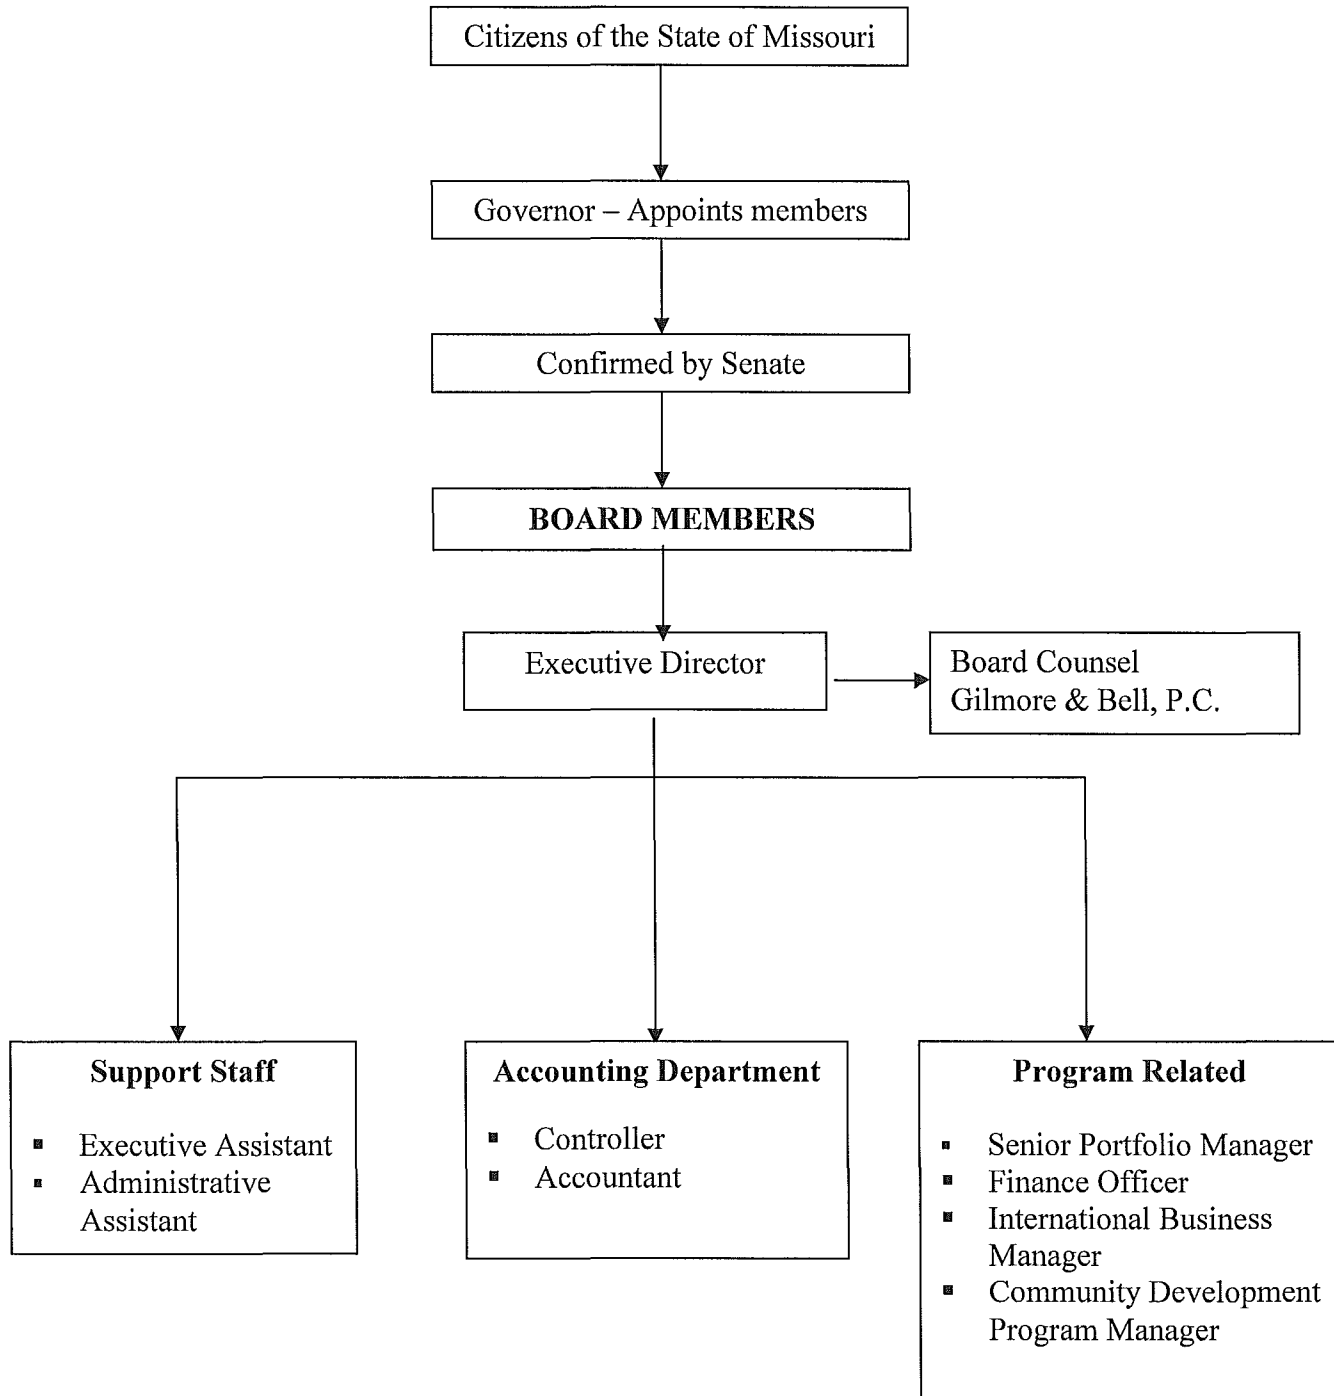 Citizens of the State of Missouri
Governor – Appoints members
Confirmed by Senate
BOARD MEMBERS
Executive Director
Board Counsel
Gilmore & Bell, P.C.
Support Staff
▪ Executive Assistant
▪ Administrative
Assistant
Accounting Department
▪ Controller
▪ Accountant
Program Related
▪ Senior Portfolio Manager
▪ Finance Officer
▪ International Business
Manager
▪ Community Development
Program Manager